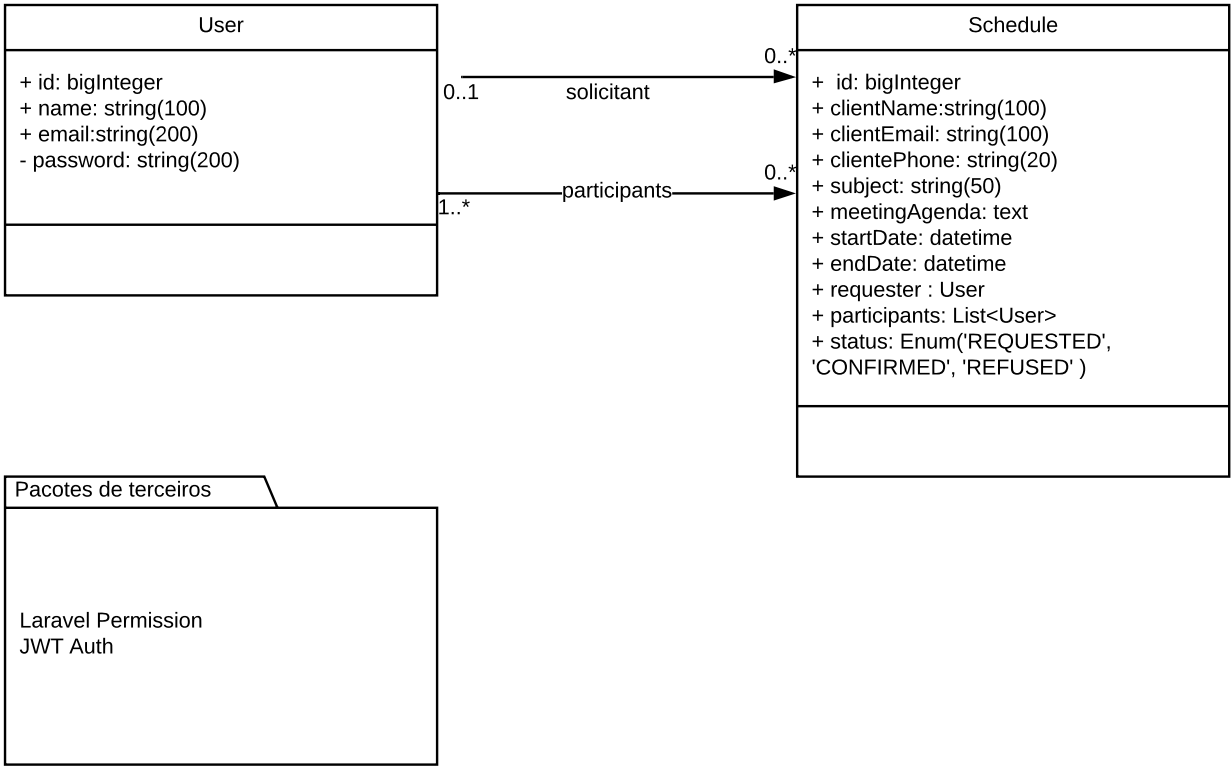 User
+ id: bigInteger
+ name: string(100)
+ email:string(200)
- password: string(200)
0..1
solicitant
0..*
1..*
participants
0..*
Schedule
+  id: bigInteger
+ clientName:string(100)
+ clientEmail: string(100)
+ clientePhone: string(20)
+ subject: string(50)
+ meetingAgenda: text
+ startDate: datetime
+ endDate: datetime
+ requester : User
+ participants: List<User>
+ status: Enum('REQUESTED',
'CONFIRMED', 'REFUSED' )
Pacotes de terceiros
Laravel Permission
JWT Auth